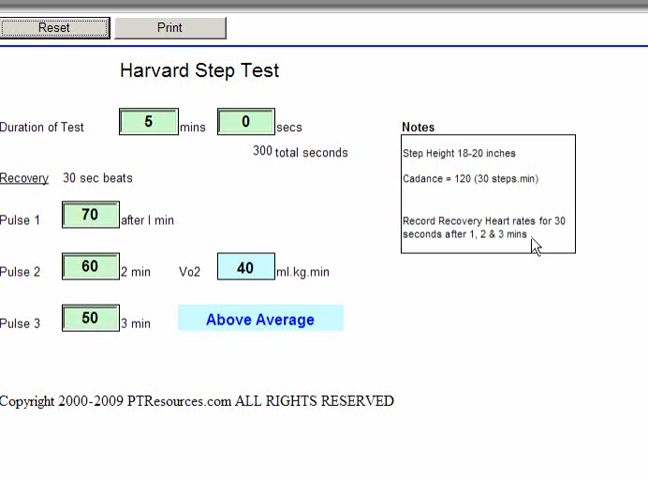 Reset Print
Harvard Step Test
Duration of Test 5 mins 0 secs
300 total seconds
Notes
Step Height 18-20 inches
Cadance = 120 (30 steps.min)
Record Recovery Heart rates for 30
seconds after 1, 2 & 3 mins
Recovery 30 sec beats
Pulse 1 70 after I min
Pulse 2 60 2 min Vo2 40 ml.kg.min
Pulse 3 50 3 min Above Average
Copyright 2000-2009 PTResources.com ALL RIGHTS RESERVED